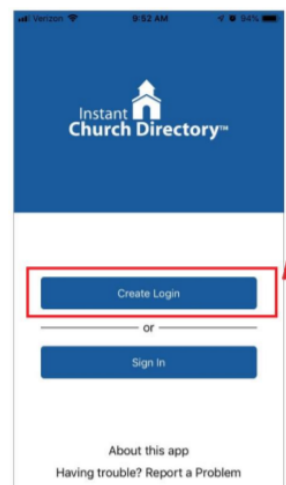 Verizon 9:52 AM 94%
Instant
Church Directory™
Create Login
or
Sign In
About this app
Having trouble? Report a Problem